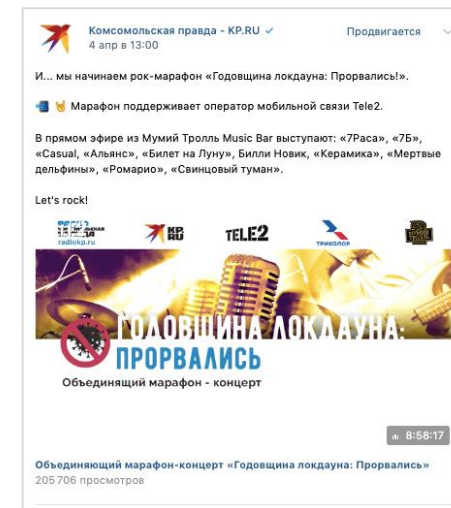 Комсомольская правда - KP.RU
Продвигается
4 апр в 13:00
И... мы начинаем рок-марафон «Годовщина локдауна: Прорвались!».
Марафон поддерживает оператор мобильной связи Tele2.
В прямом эфире из Мумий Тролль Music Bar выступают: «7Раса», «7Б»,
«Casual, «Альянс», «Билет на Луну», Билли Новик, «Керамика», «Мертвые
дельфины», «Ромарио», «Свинцовый туман».
Let's rock!
radiokp.ru
KP
RU
TELE2
ТРИКОЛОР
ГОДОВЩИНА ЛОКДАУНА:
ПРОРВАЛИСЬ
Объединящий марафон - концерт
8:58:17
Объединяющий марафон-концерт «Годовщина локдауна: Прорвались»
205 706 просмотров